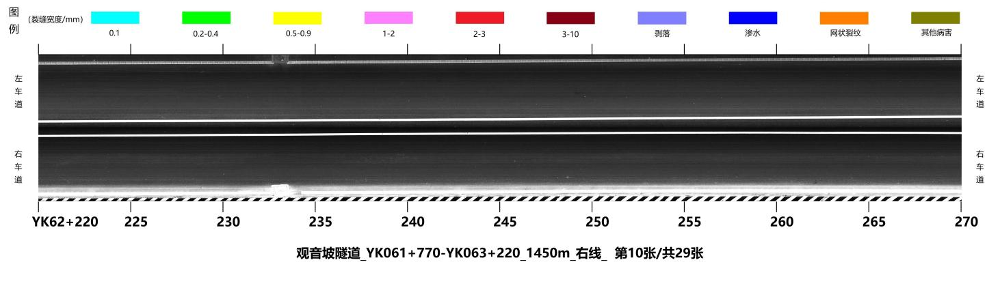 图例
(裂缝宽度/mm)
0.1 0.2-0.4 0.5-0.9 1-2 2-3 3-10 剥落 渗水 网状裂纹 其他病害
左车道 左车道
右车道 右车道
YK62+220 225 230 235 240 245 250 255 260 265 270
观音坡隧道_YK061+770-YK063+220_1450m_右线_ 第10张/共29张